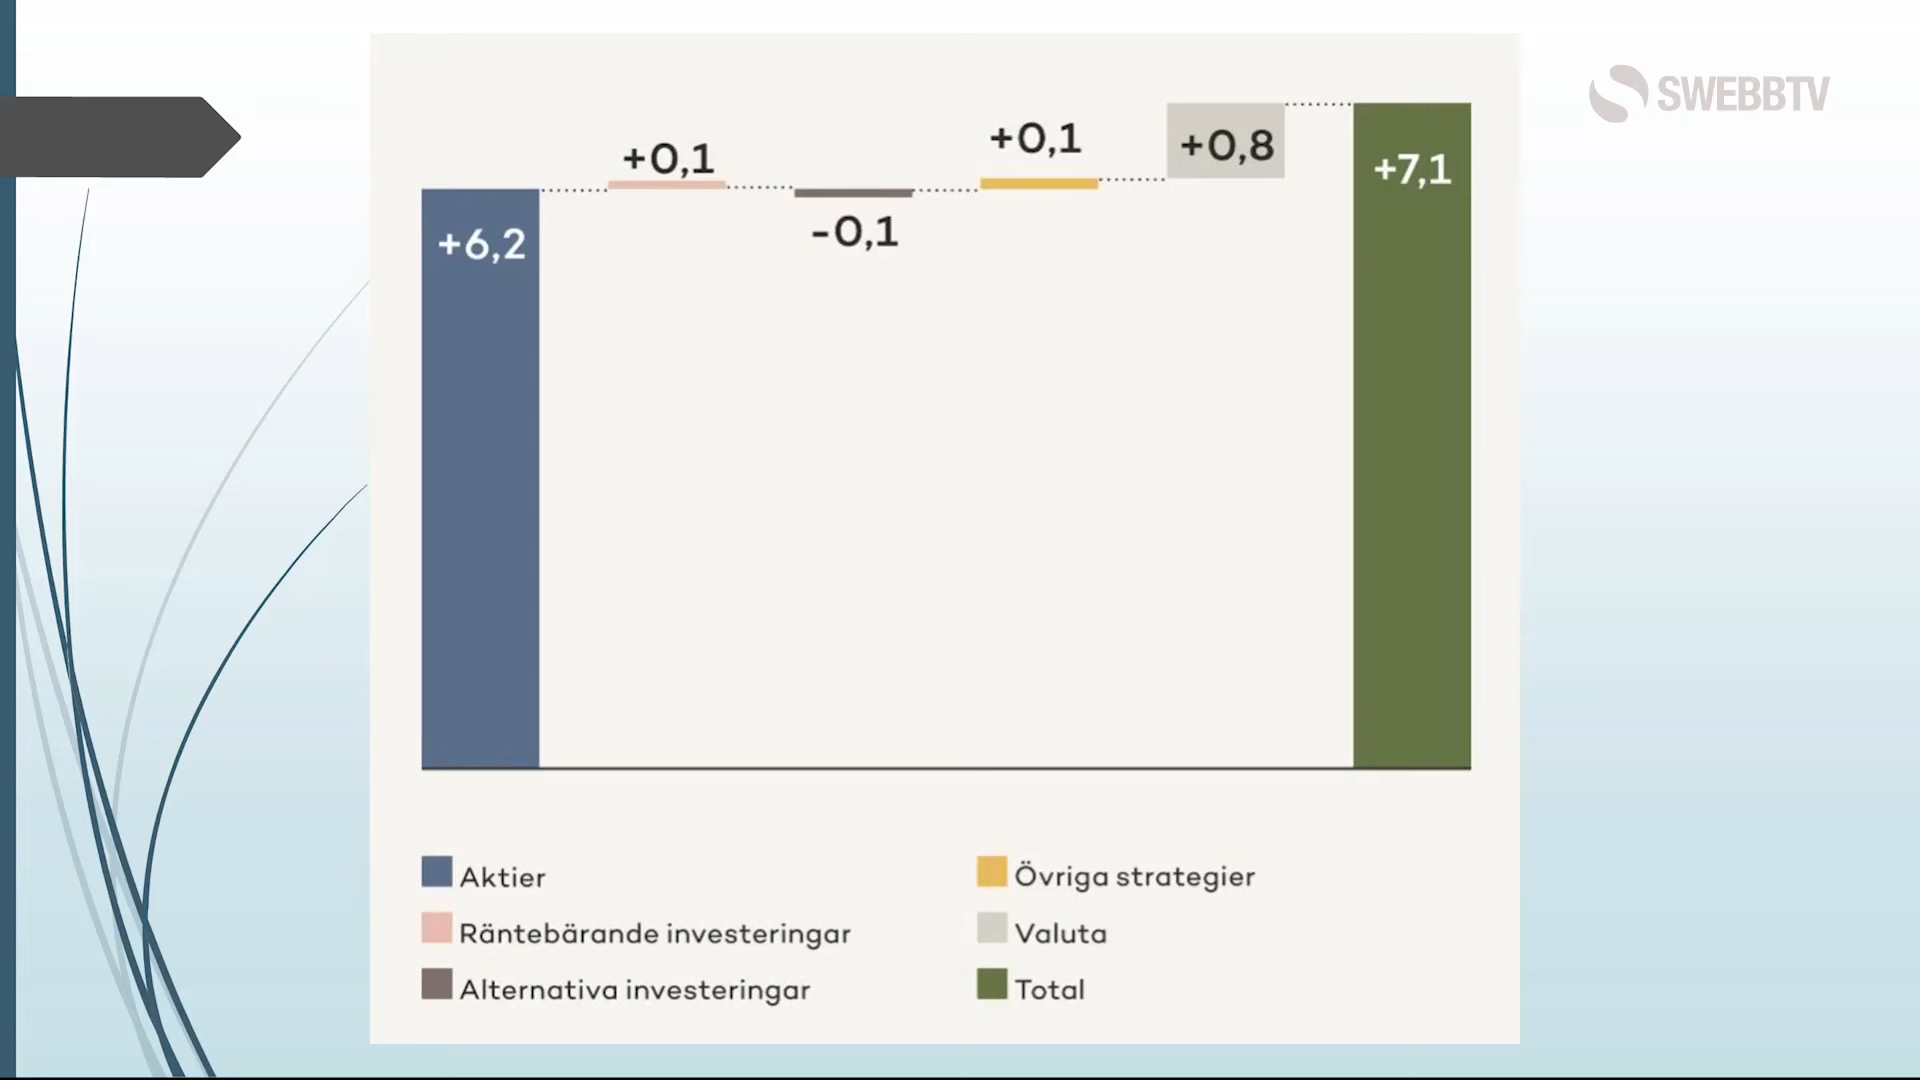 SWEBBTV
+6,2
+0,1
-0,1
+0,1
+0,8
+7,1
Aktier
Räntebärande investeringar
Alternativa investeringar
Övriga strategier
Valuta
Total